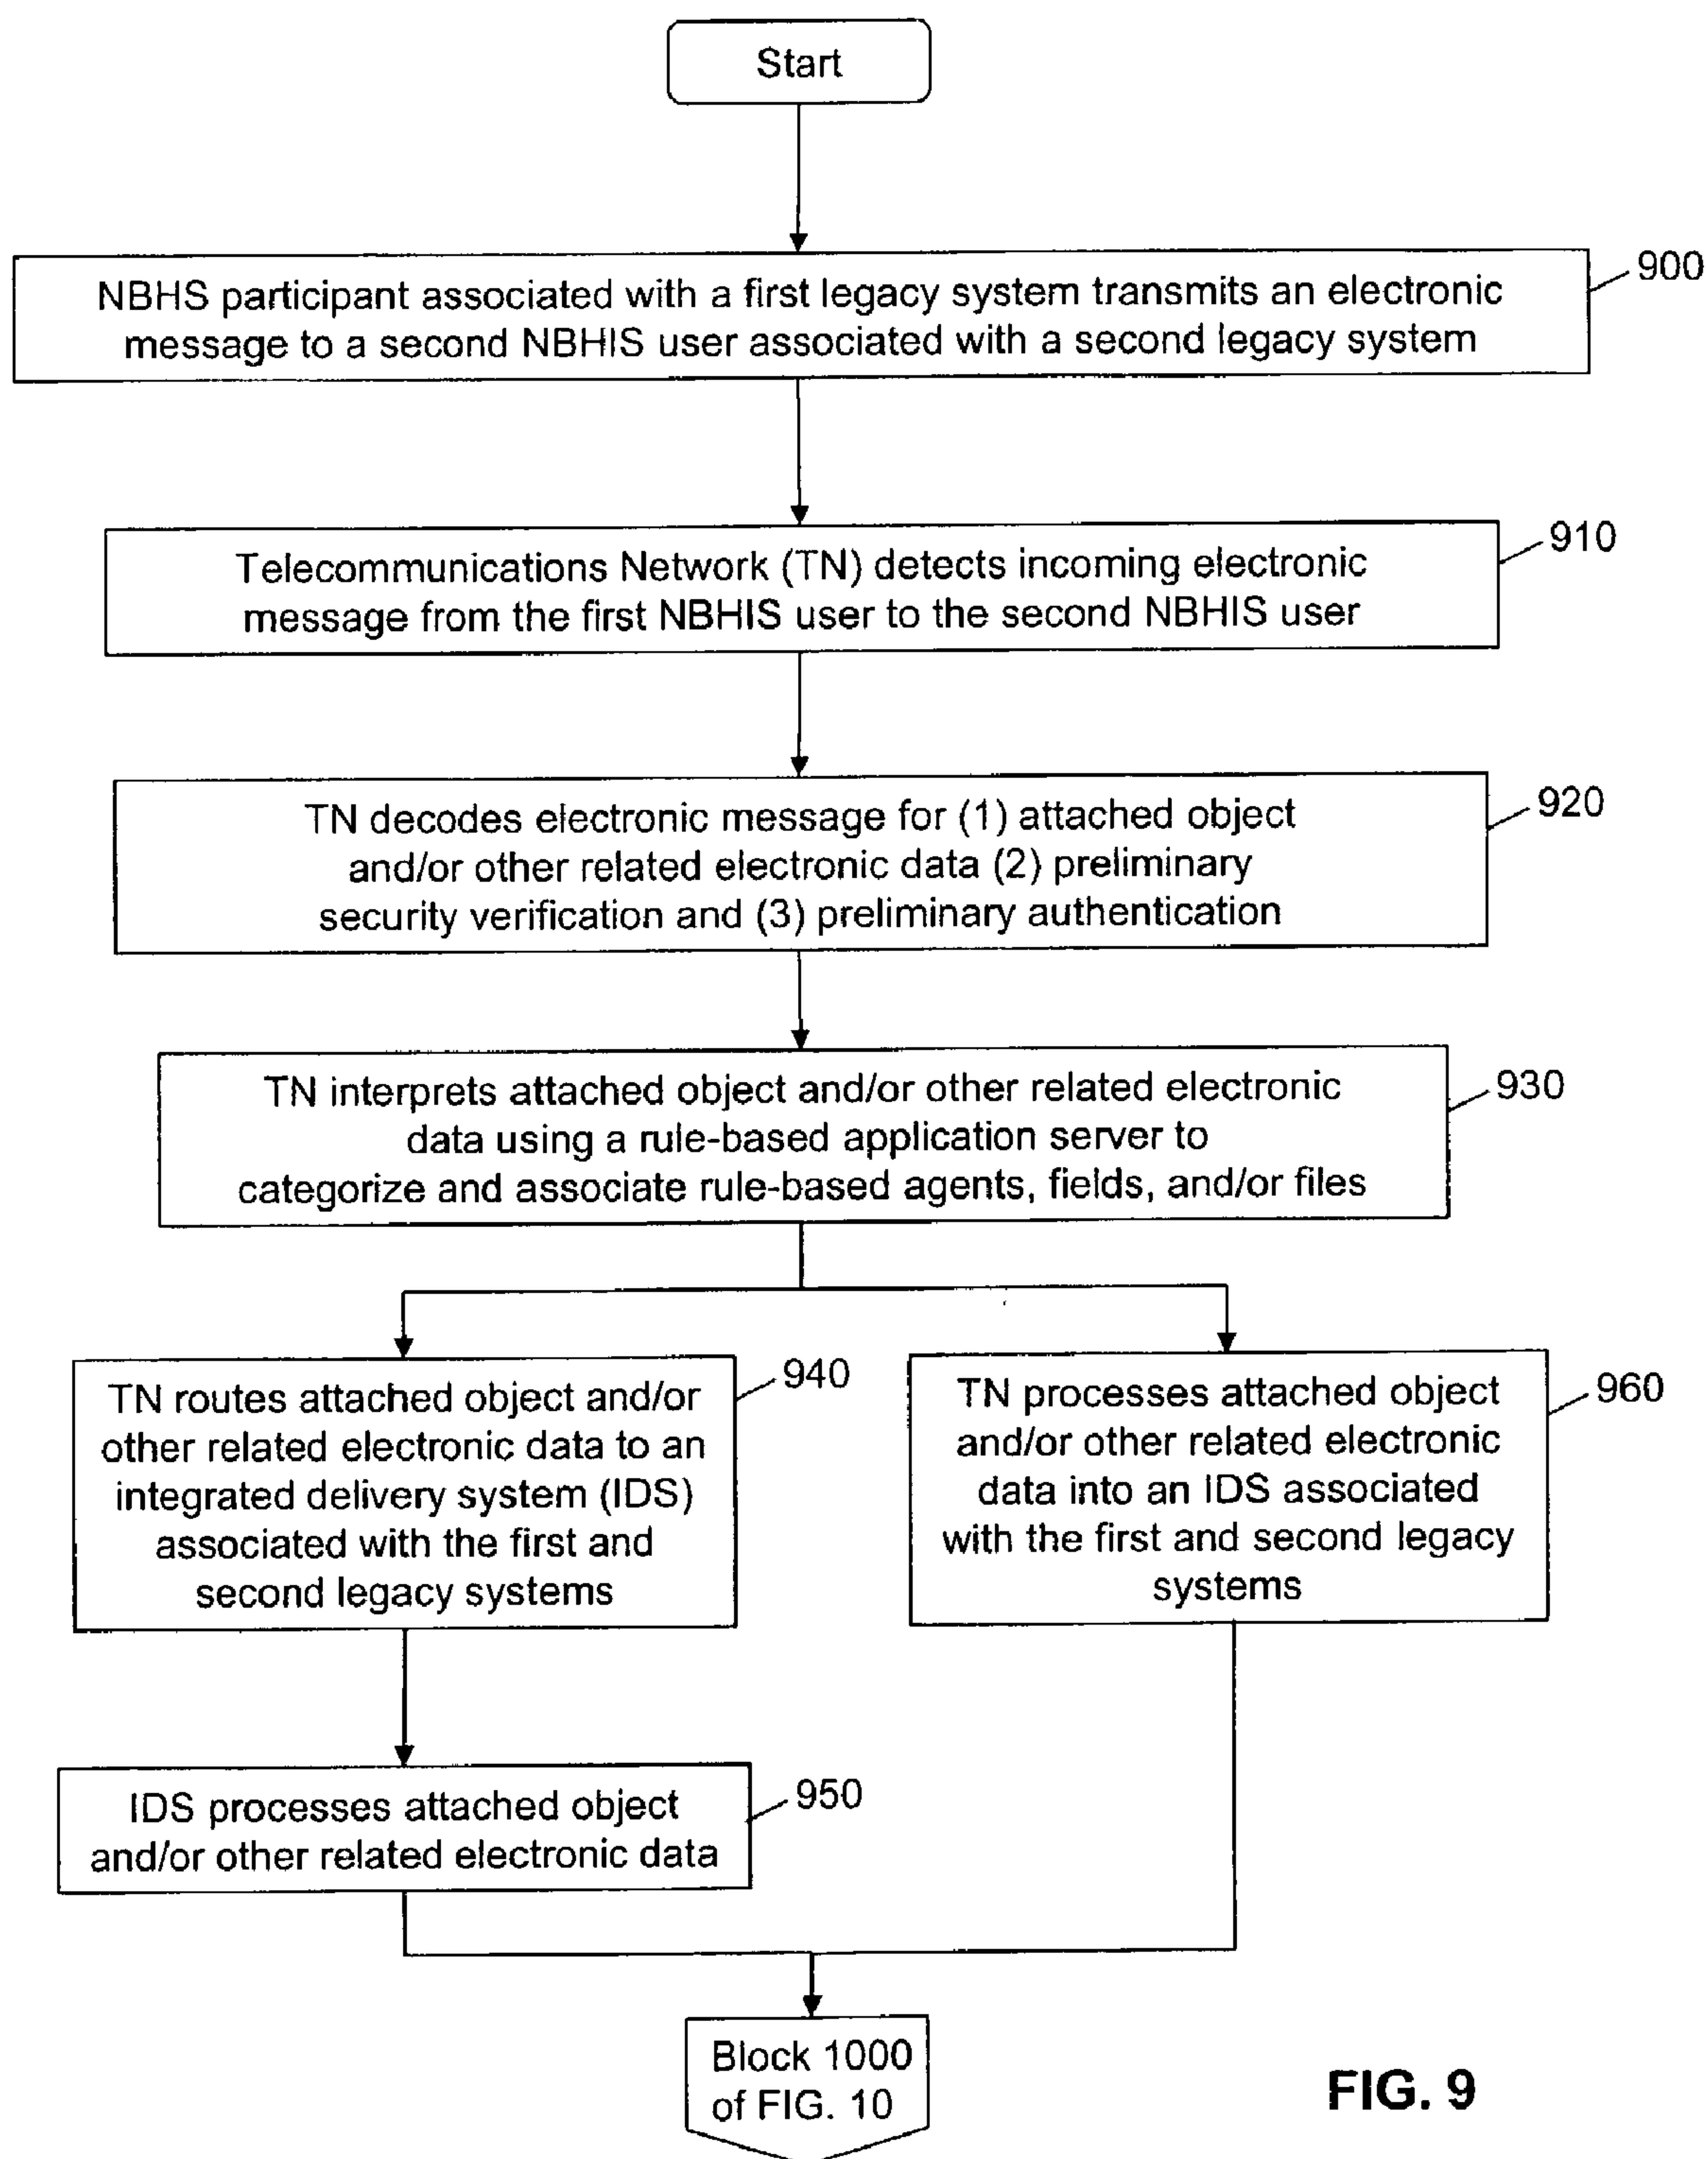 Start
900
NBHS participant associated with a first legacy system transmits an electronic
message to a second NBHIS user associated with a second legacy system
910
Telecommunications Network (TN) detects incoming electronic
message from the first NBHIS user to the second NBHIS user
920
TN decodes electronic message for (1) attached object
and/or other related electronic data (2) preliminary
security verification and (3) preliminary authentication
930
TN interprets attached object and/or other related electronic
data using a rule-based application server to
categorize and associate rule-based agents, fields, and/or files
940
TN routes attached object and/or
other related electronic data to an
integrated delivery system (IDS)
associated with the first and
second legacy systems
960
TN processes attached object
and/or other related electronic
data into an IDS associated
with the first and second legacy
systems
950
IDS processes attached object
and/or other related electronic data
Block 1000
of FIG. 10
FIG. 9